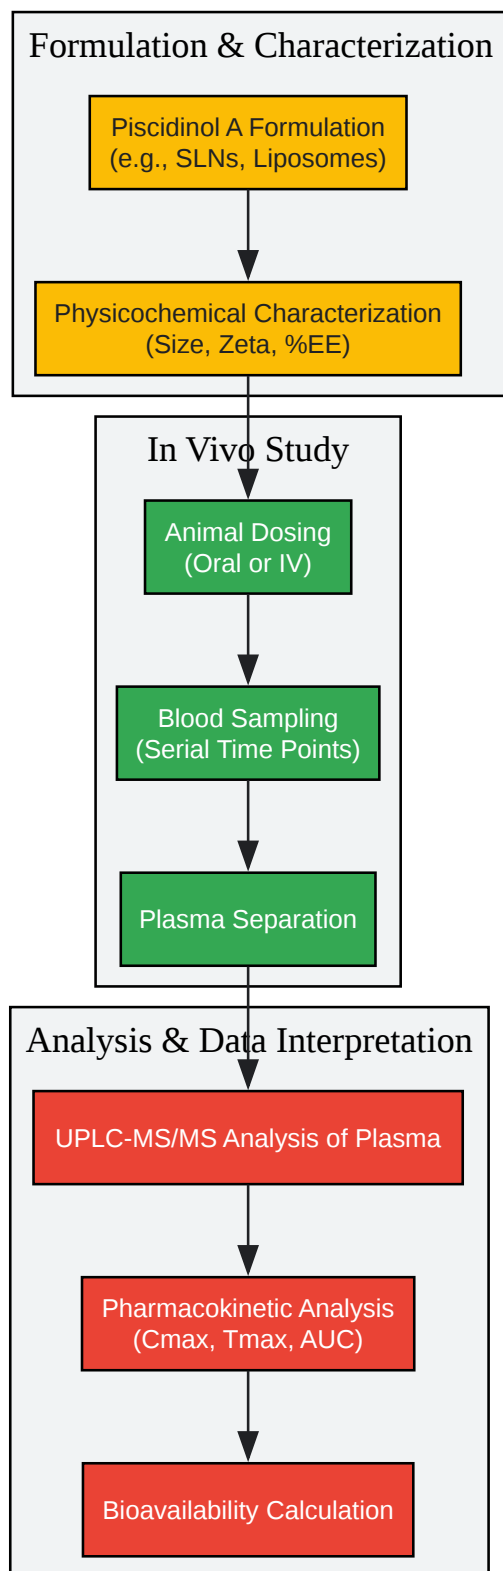 Formulation & Characterization
Piscidinol A Formulation
(e.g., SLNs, Liposomes)
Physicochemical Characterization
(Size, Zeta, %EE)
In Vivo Study
Animal Dosing
(Oral or IV)
Blood Sampling
(Serial Time Points)
Plasma Separation
Analysis & Data Interpretation
UPLC-MS/MS Analysis of Plasma
Pharmacokinetic Analysis
(Cmax, Tmax, AUC)
Bioavailability Calculation